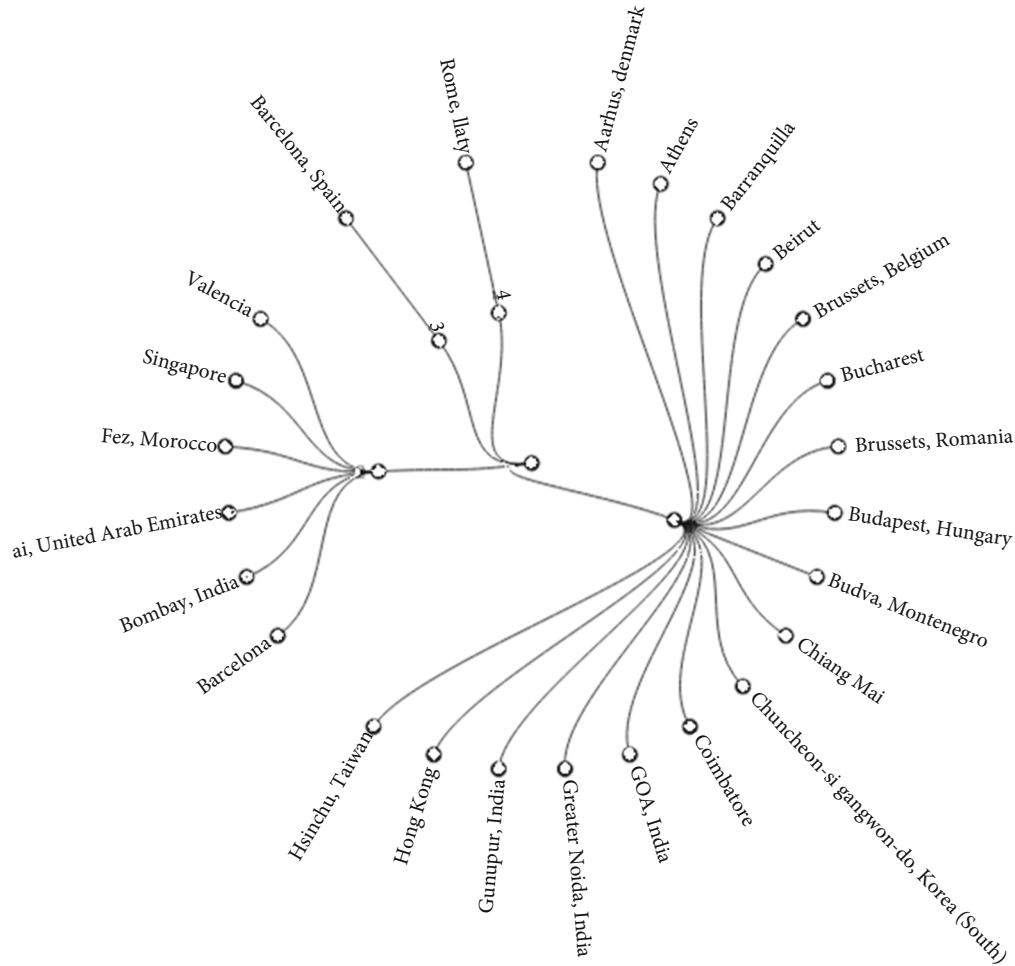 Aarhus, denmark
Athens
Barranquilla
Beirut
Brussets, Belgium
Bucharest
Brussets, Romania
Budapest, Hungary
Budva, Montenegro
Chiang Mai
Chuncheon-si gangwon-do, Korea (South)
Coimbatore
GOA, India
Greater Noida, India
Gunupur, India
Hong Kong
Hsinchu, Taiwan
Barcelona
Bombay, India
ai, United Arab Emirates
Fez, Morocco
Singapore
Valencia
Barcelona, Spain
3
Rome, Ilaty
4